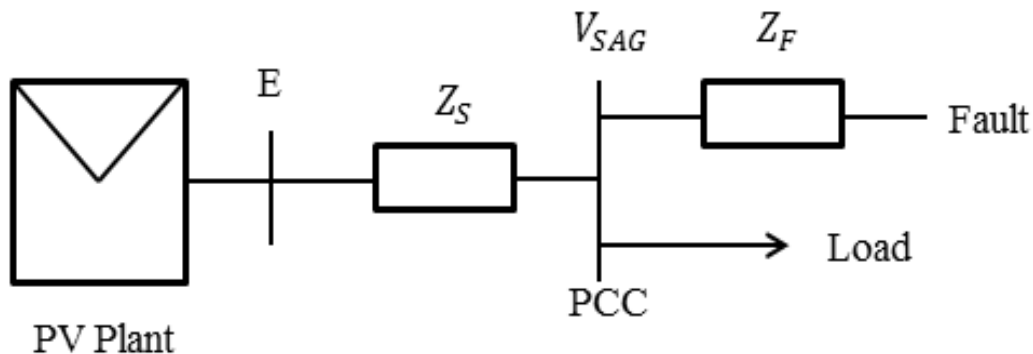 V_SAG
Z_F
E
Z_S
Fault
Load
PCC
PV Plant